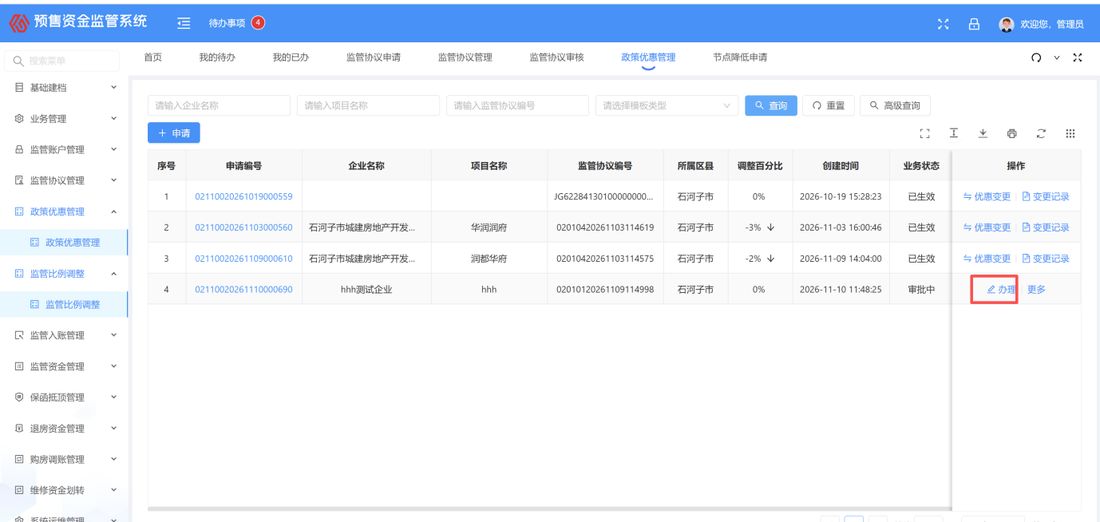 预售资金监管系统 待办事项 4 欢迎您，管理员
搜索菜单 首页 我的待办 我的已办 监管协议申请 监管协议管理 监管协议审核 政策优惠管理 节点降低申请
基础建档
业务管理
监管账户管理
监管协议管理
政策优惠管理
政策优惠管理
监管比例调整
监管比例调整
监管入账管理
监管资金管理
保函抵顶管理
退房资金管理
购房调账管理
维修资金划转
系统运维管理
请输入企业名称 请输入项目名称 请输入监管协议编号 请选择模板类型 查询 重置 高级查询
+ 申请
序号 申请编号 企业名称 项目名称 监管协议编号 所属区县 调整百分比 创建时间 业务状态 操作
1 02110020261019000559 JG62284130100000000... 石河子市 0% 2026-10-19 15:28:23 已生效 优惠变更 变更记录
2 02110020261103000560 石河子市城建房地产开发... 华润润府 02010420261103114619 石河子市 -3% ↓ 2026-11-03 16:00:46 已生效 优惠变更 变更记录
3 02110020261109000610 石河子市城建房地产开发... 润都华府 02010420261103114575 石河子市 -2% ↓ 2026-11-09 14:04:00 已生效 优惠变更 变更记录
4 02110020261110000690 hhh测试企业 hhh 02010120261109114998 石河子市 0% 2026-11-10 11:48:25 审批中 办理 更多